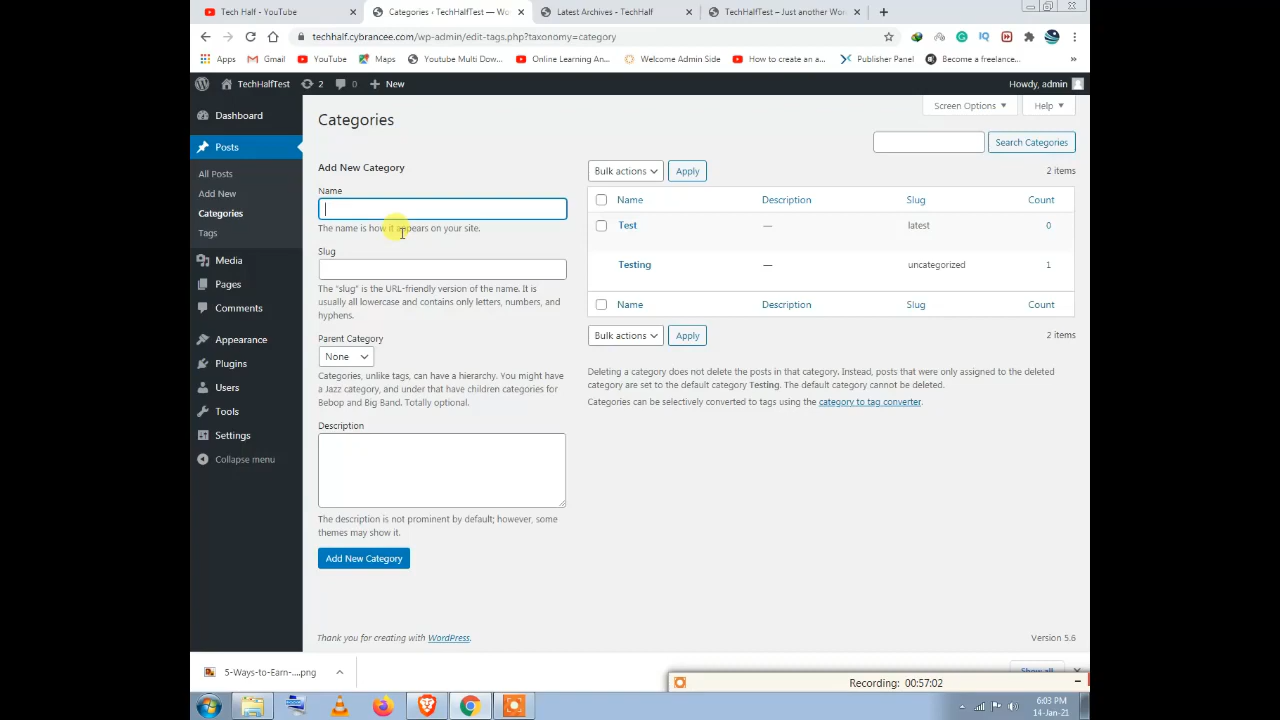 Tech Half - YouTube
Categories ‹ TechHalfTest — Wo
Latest Archives - TechHalf
TechHalfTest – Just another Wor
techhalf.cybrancee.com/wp-admin/edit-tags.php?taxonomy=category
Apps
Gmail
YouTube
Maps
Youtube Multi Dow...
Online Learning An...
Welcome Admin Side
How to create an a...
Publisher Panel
Become a freelance...
»
TechHalfTest
2
0
New
Howdy, admin
Dashboard
Posts
All Posts
Add New
Categories
Tags
Media
Pages
Comments
Appearance
Plugins
Users
Tools
Settings
Collapse menu
Screen Options
Help
Categories
Search Categories
Add New Category
Name
The name is how it appears on your site.
Slug
The “slug” is the URL-friendly version of the name. It is
usually all lowercase and contains only letters, numbers, and
hyphens.
Parent Category
None
Categories, unlike tags, can have a hierarchy. You might have
a Jazz category, and under that have children categories for
Bebop and Big Band. Totally optional.
Description
The description is not prominent by default; however, some
themes may show it.
Add New Category
Bulk actions
Apply
2 items
Name Description Slug Count
Test — latest 0
Testing — uncategorized 1
Name Description Slug Count
Bulk actions
Apply
2 items
Deleting a category does not delete the posts in that category. Instead, posts that were only assigned to the deleted
category are set to the default category Testing. The default category cannot be deleted.
Categories can be selectively converted to tags using the category to tag converter.
Thank you for creating with WordPress.
Version 5.6
5-Ways-to-Earn-....png
Show all
Recording: 00:57:02
6:03 PM
14-Jan-21